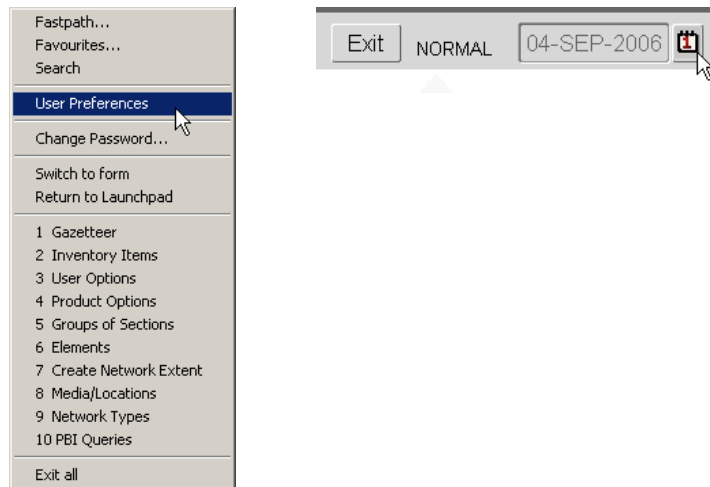 Fastpath...
Favourites...
Search
User Preferences
Change Password...
Switch to form
Return to Launchpad
1 Gazetteer
2 Inventory Items
3 User Options
4 Product Options
5 Groups of Sections
6 Elements
7 Create Network Extent
8 Media/Locations
9 Network Types
10 PBI Queries
Exit all
Exit NORMAL 04-SEP-2006 1